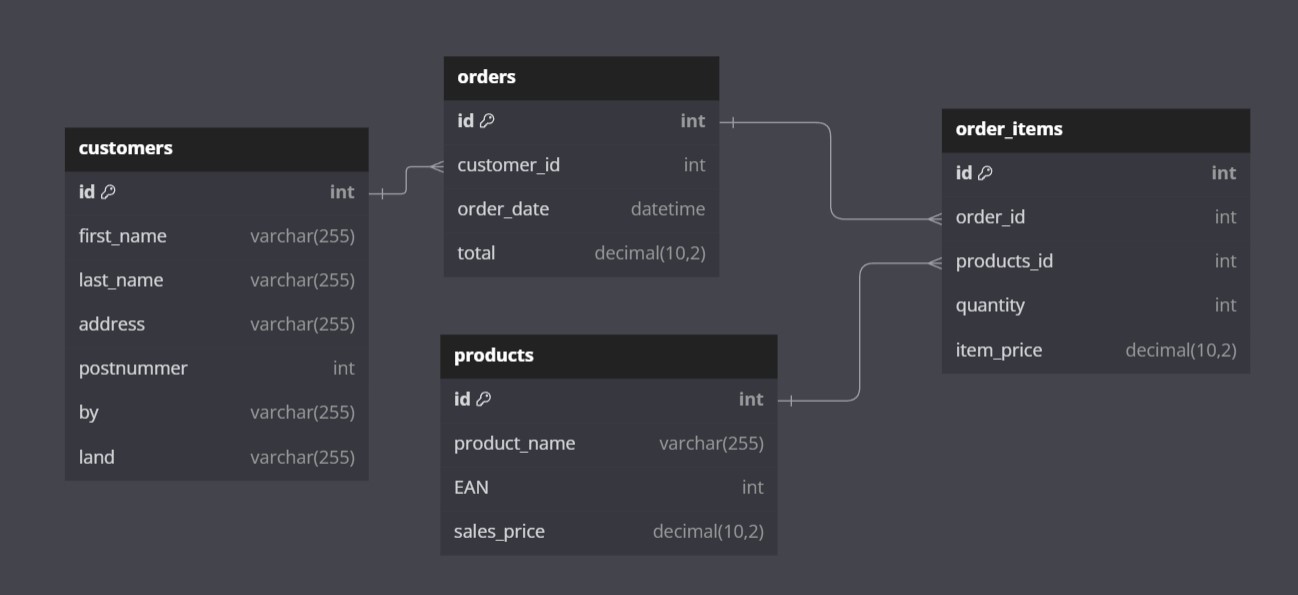 customers
id int
first_name varchar(255)
last_name varchar(255)
address varchar(255)
postnummer int
by varchar(255)
land varchar(255)
orders
id int
customer_id int
order_date datetime
total decimal(10,2)
products
id int
product_name varchar(255)
EAN int
sales_price decimal(10,2)
order_items
id int
order_id int
products_id int
quantity int
item_price decimal(10,2)